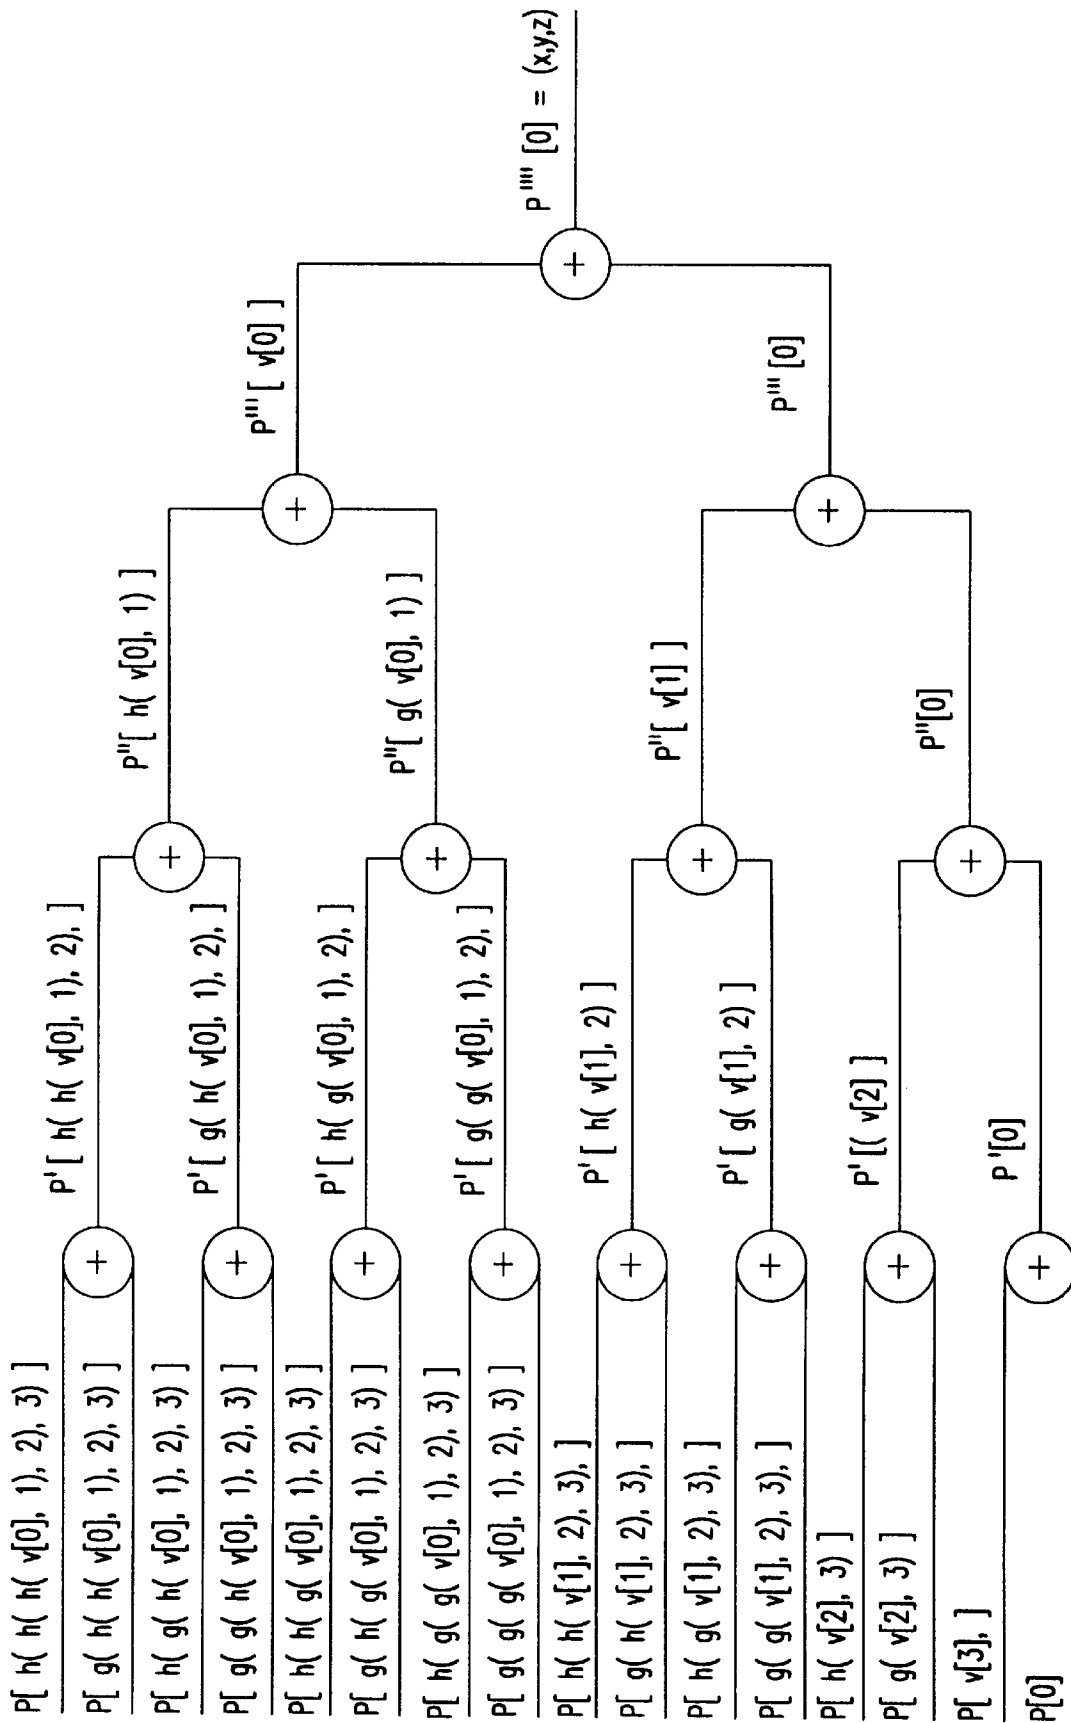 P[ h( h( h( v[0], 1), 2), 3) ]
P[ g( h( h( v[0], 1), 2), 3) ]
P[ h( g( h( v[0], 1), 2), 3) ]
P[ g( g( h( v[0], 1), 2), 3) ]
P[ h( h( g( v[0], 1), 2), 3) ]
P[ g( h( g( v[0], 1), 2), 3) ]
P[ h( g( g( v[0], 1), 2), 3) ]
P[ g( g( g( v[0], 1), 2), 3) ]
P[ h( h( v[1], 2), 3), ]
P[ g( h( v[1], 2), 3), ]
P[ h( g( v[1], 2), 3), ]
P[ g( g( v[1], 2), 3), ]
P[ h( v[2], 3) ]
P[ g( v[2], 3) ]
P[ v[3], ]
P[0]
+
+
+
+
+
+
+
+
P'[ h( h( v[0], 1), 2), ]
P'[ g( h( v[0], 1), 2), ]
P'[ h( g( v[0], 1), 2), ]
P'[ g( g( v[0], 1), 2), ]
P'[ h( v[1], 2) ]
P'[ g( v[1], 2) ]
P'[( v[2] ]
P'[0]
+
+
+
+
P''[ h( v[0], 1) ]
P''[ g( v[0], 1) ]
P''[ v[1] ]
P''[0]
+
+
P'''[ v[0] ]
P'''[0]
+
P''''[0] = (x,y,z)